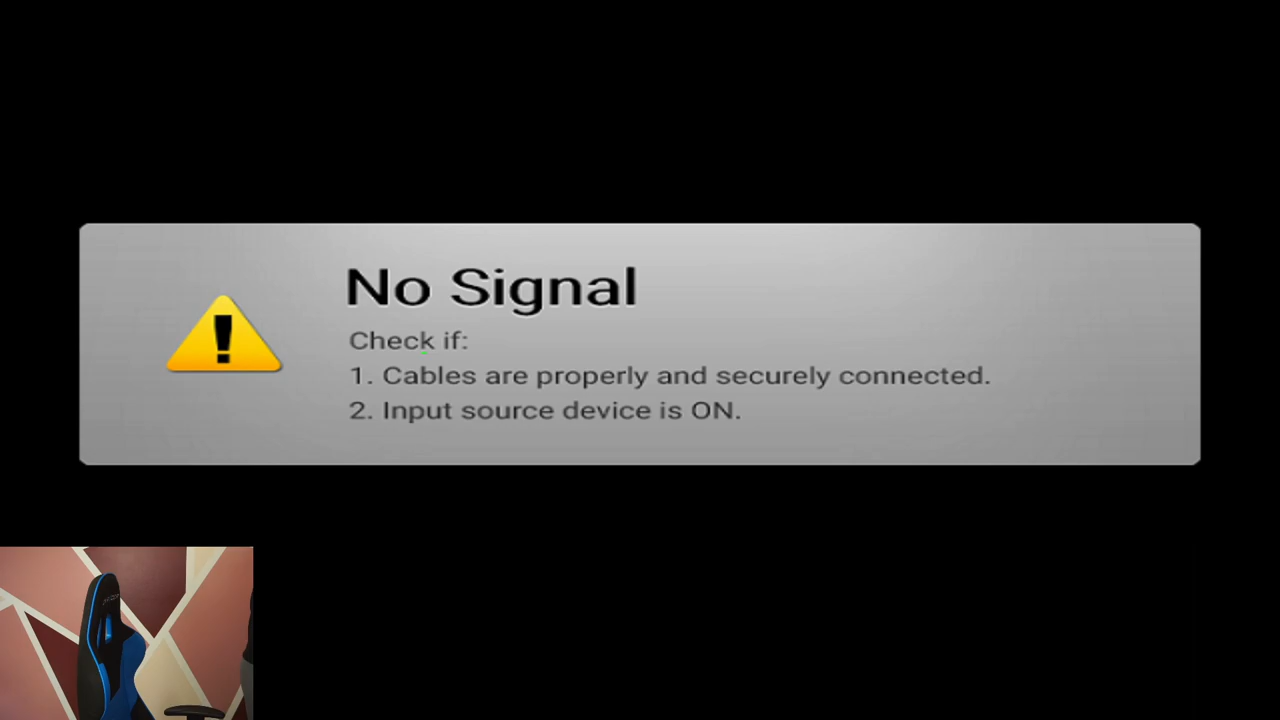 No Signal
Check if:
1. Cables are properly and securely connected.
2. Input source device is ON.